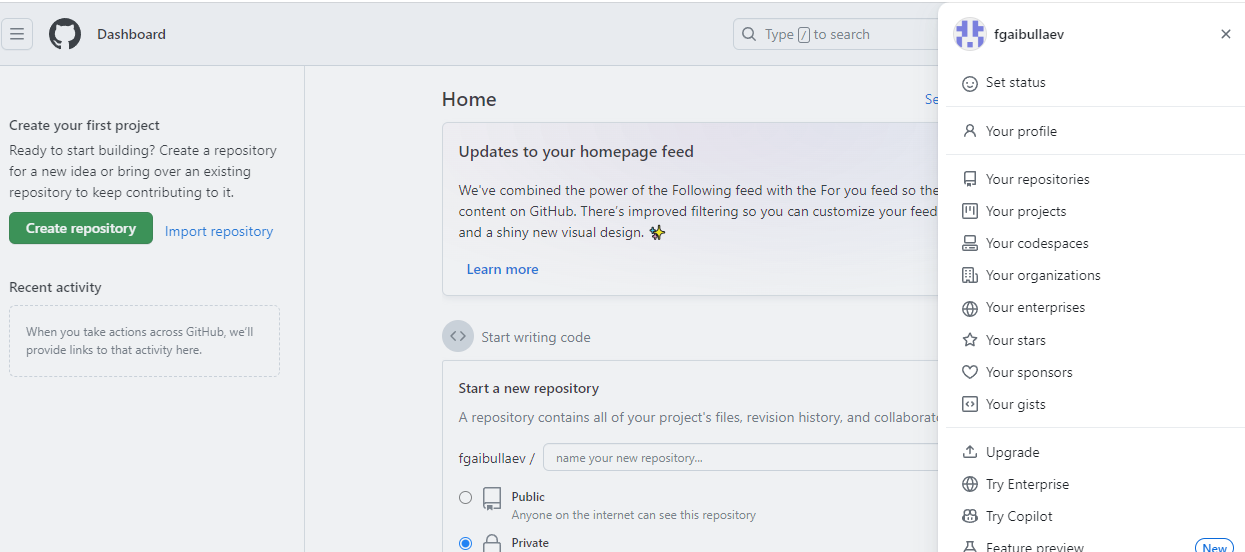 Dashboard
Type / to search
Create your first project
Ready to start building? Create a repository
for a new idea or bring over an existing
repository to keep contributing to it.
Create repository
Import repository
Recent activity
When you take actions across GitHub, we'll
provide links to that activity here.
Home
Se
Updates to your homepage feed
We've combined the power of the Following feed with the For you feed so the
content on GitHub. There's improved filtering so you can customize your feed
and a shiny new visual design. ✨
Learn more
Start writing code
Start a new repository
A repository contains all of your project's files, revision history, and collaborato
fgaibullaev /
name your new repository...
Public
Anyone on the internet can see this repository
Private
fgaibullaev
Set status
Your profile
Your repositories
Your projects
Your codespaces
Your organizations
Your enterprises
Your stars
Your sponsors
Your gists
Upgrade
Try Enterprise
Try Copilot
Feature preview
New